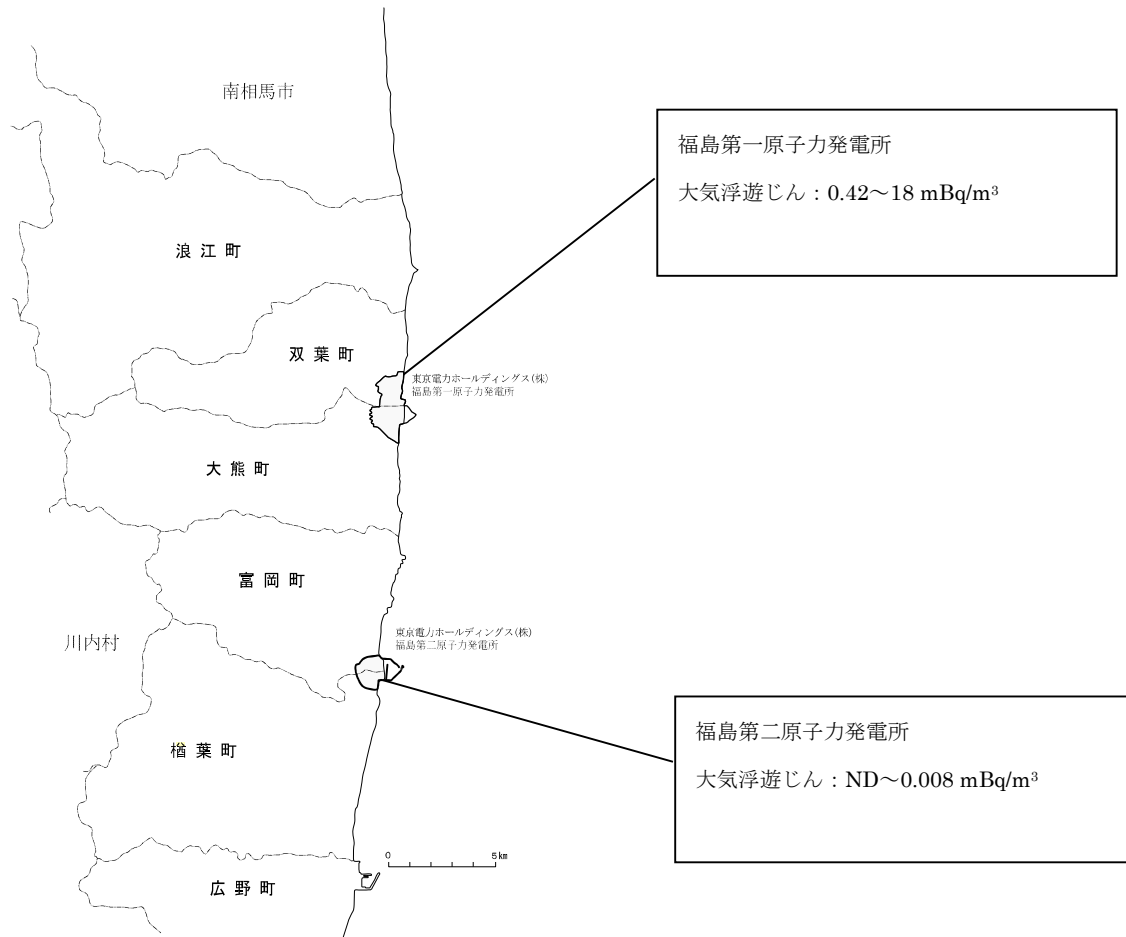 南相馬市
福島第一原子力発電所
大気浮遊じん：0.42～18 mBq/m³
浪江町
双葉町
東京電力ホールディングス(株)
福島第一原子力発電所
大熊町
富岡町
川内村
東京電力ホールディングス(株)
福島第二原子力発電所
福島第二原子力発電所
大気浮遊じん：ND～0.008 mBq/m³
楢葉町
0 5km
広野町